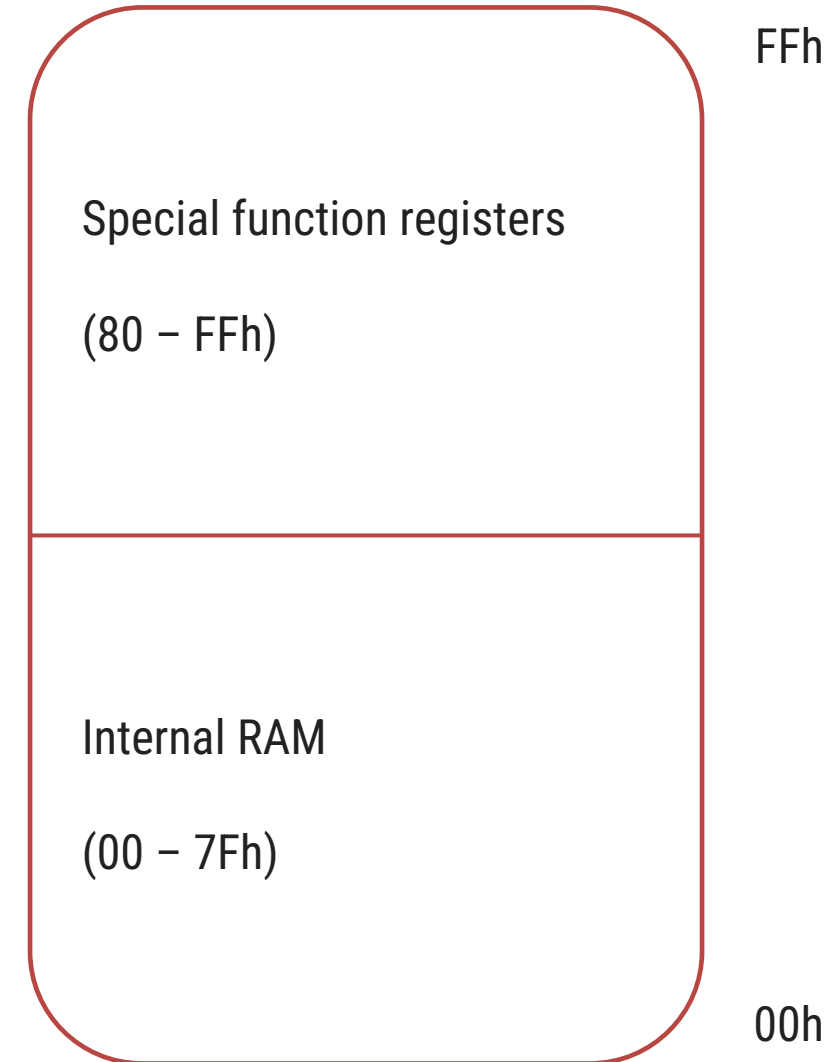 FFh
Special function registers
(80 – FFh)
Internal RAM
(00 – 7Fh)
00h